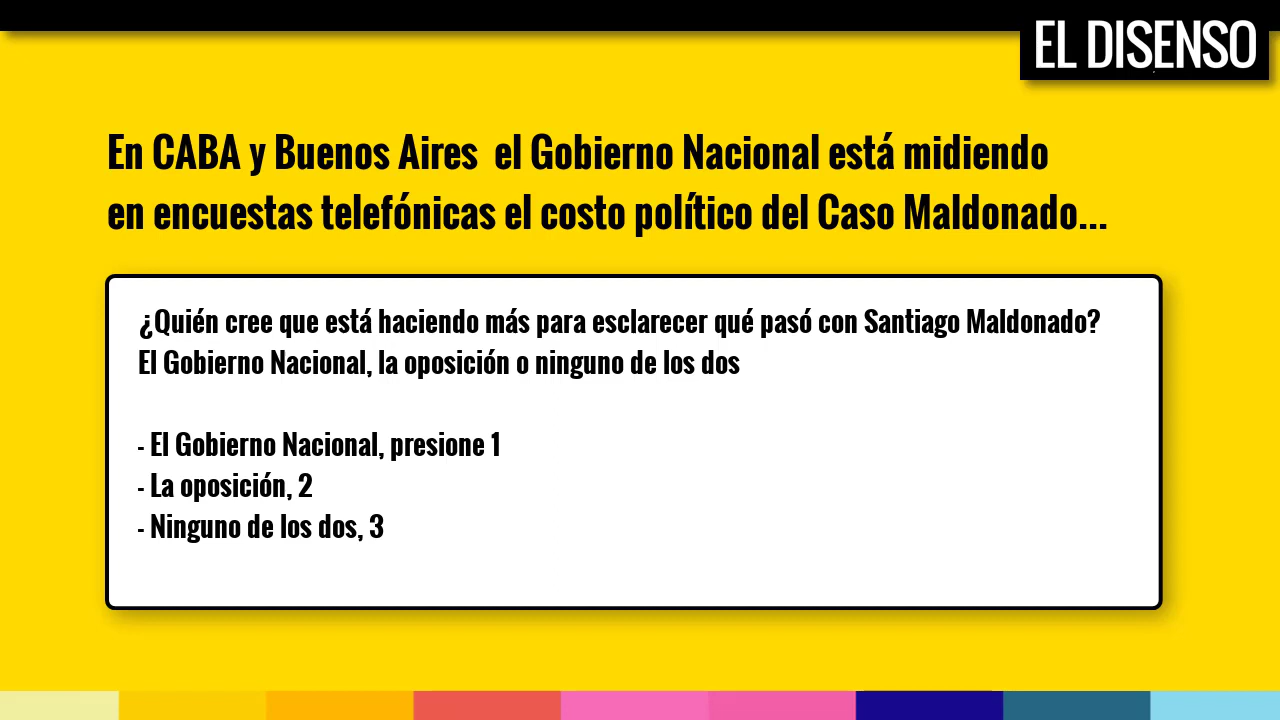 EL DISENSO
En CABA y Buenos Aires el Gobierno Nacional está midiendo
en encuestas telefónicas el costo político del Caso Maldonado...
¿Quién cree que está haciendo más para esclarecer qué pasó con Santiago Maldonado?
El Gobierno Nacional, la oposición o ninguno de los dos
- El Gobierno Nacional, presione 1
- La oposición, 2
- Ninguno de los dos, 3